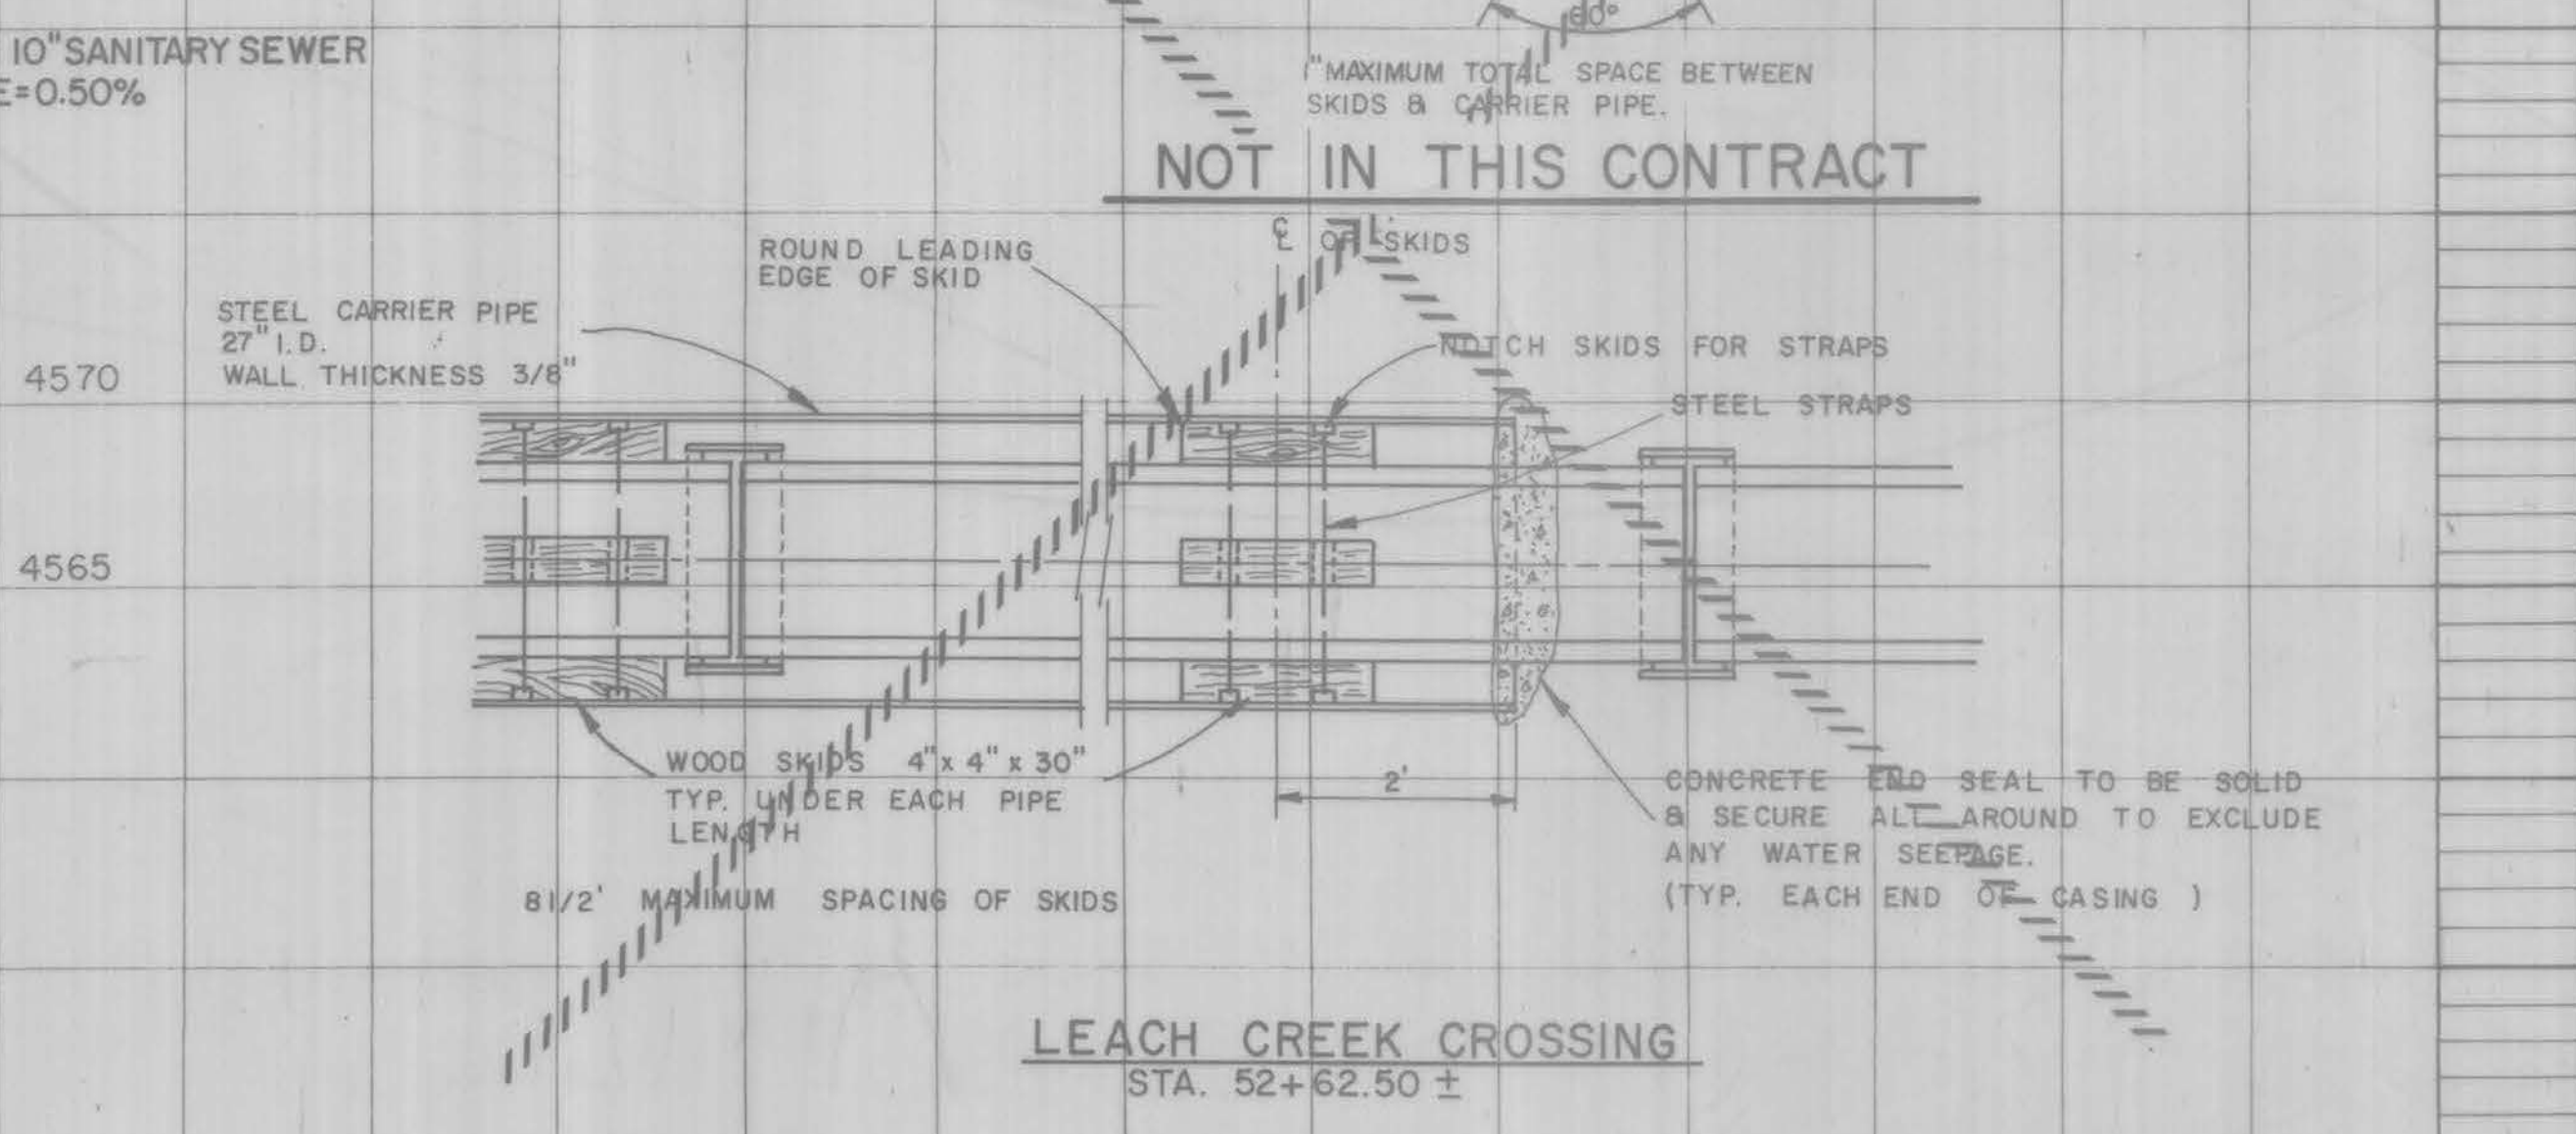 10" SANITARY SEWER
E=0.50%
60°
1" MAXIMUM TOTAL SPACE BETWEEN
SKIDS & CARRIER PIPE.
NOT IN THIS CONTRACT
℄ OF SKIDS
ROUND LEADING
EDGE OF SKID
STEEL CARRIER PIPE
27" I.D.
WALL THICKNESS 3/8"
NOTCH SKIDS FOR STRAPS
STEEL STRAPS
4570
4565
WOOD SKIDS 4" x 4" x 30"
TYP. UNDER EACH PIPE
LENGTH
2'
CONCRETE END SEAL TO BE SOLID
& SECURE ALL AROUND TO EXCLUDE
ANY WATER SEEPAGE.
(TYP. EACH END OF CASING )
8 1/2' MAXIMUM SPACING OF SKIDS
LEACH CREEK CROSSING
STA. 52+62.50 ±